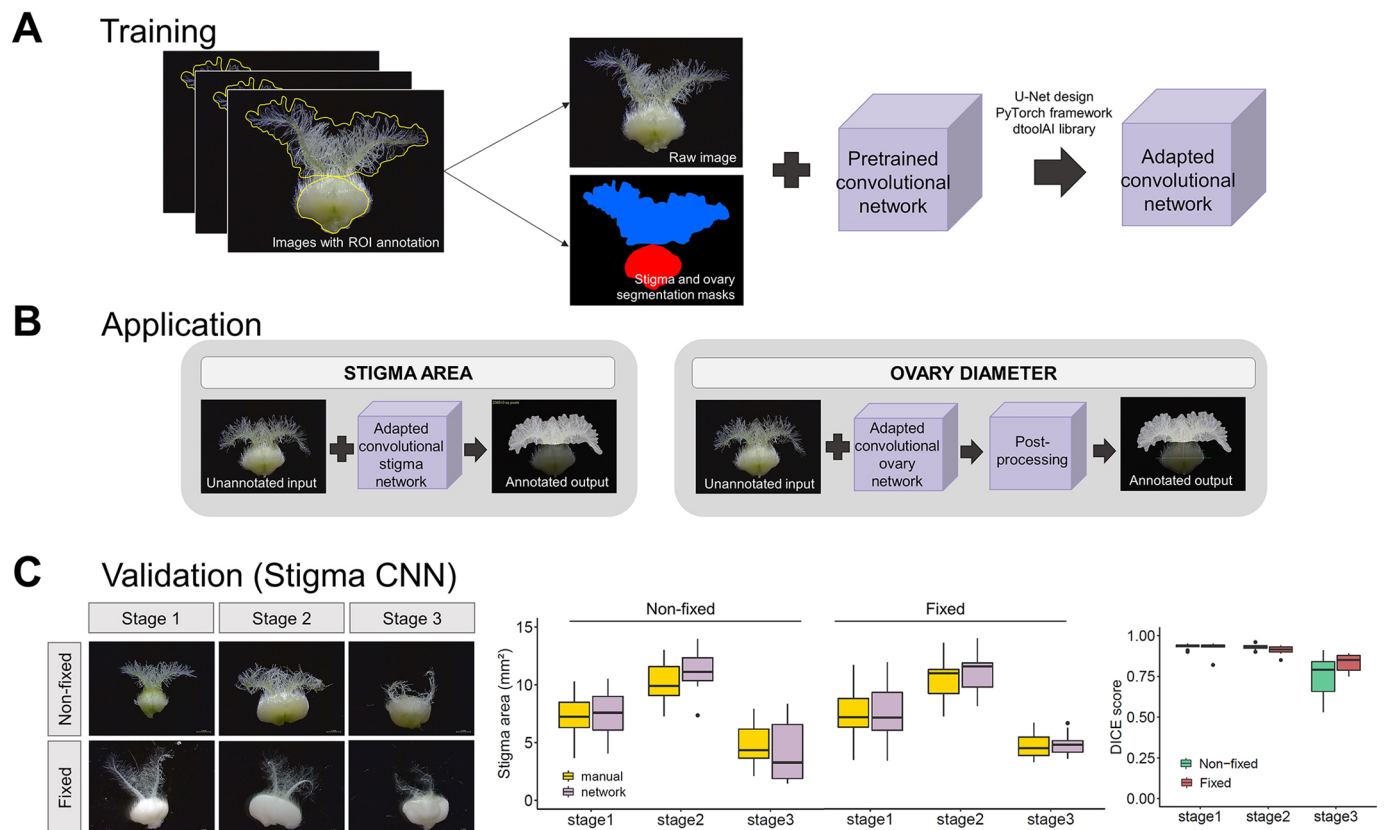 A Training
Images with ROI annotation
Raw image
Stigma and ovary
segmentation masks
Pretrained
convolutional
network
U-Net design
PyTorch framework
dtoolAI library
Adapted
convolutional
network
B Application
STIGMA AREA
Unannotated input
Adapted
convolutional
stigma
network
Annotated output
OVARY DIAMETER
Unannotated input
Adapted
convolutional
ovary
network
Post-
processing
Annotated output
C Validation (Stigma CNN)
Stage 1 Stage 2 Stage 3
Non-fixed
Fixed
Non-fixed Fixed
Stigma area (mm²)
15
10
5
0
manual
network
stage1 stage2 stage3 stage1 stage2 stage3
DICE score
1.00
0.75
0.50
0.25
0.00
Non-fixed
Fixed
stage1 stage2 stage3